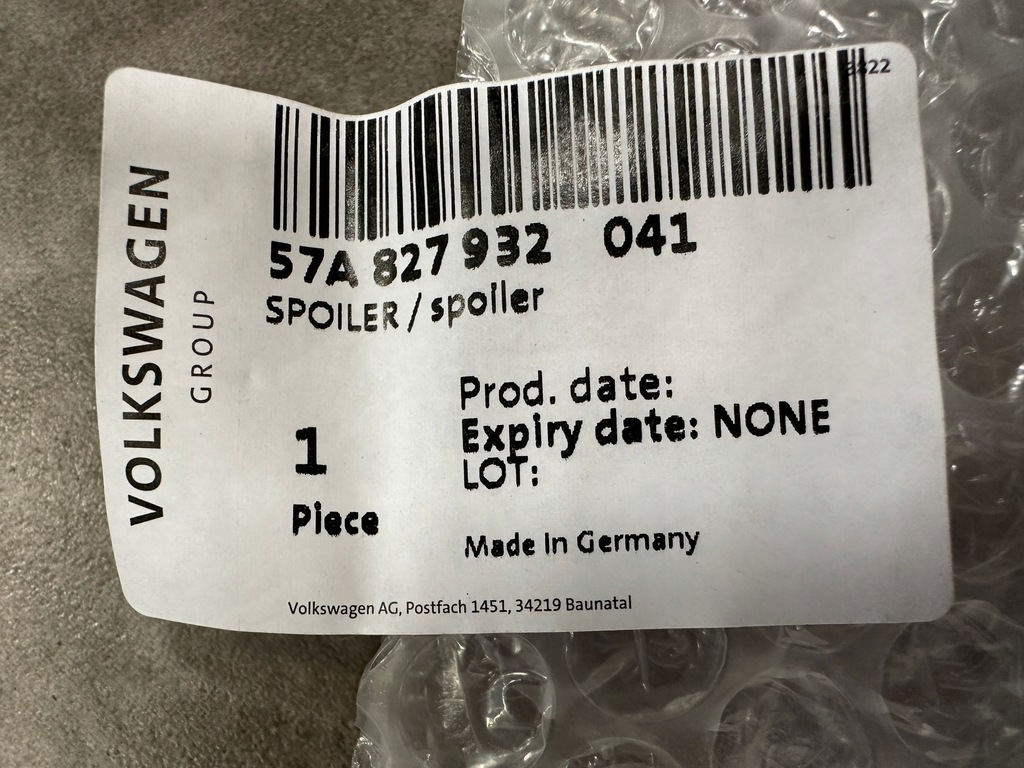 3822
VOLKSWAGEN
GROUP
57A 827 932 041
SPOILER / spoiler
Prod. date:
Expiry date: NONE
LOT:
1
Piece
Made In Germany
Volkswagen AG, Postfach 1451, 34219 Baunatal